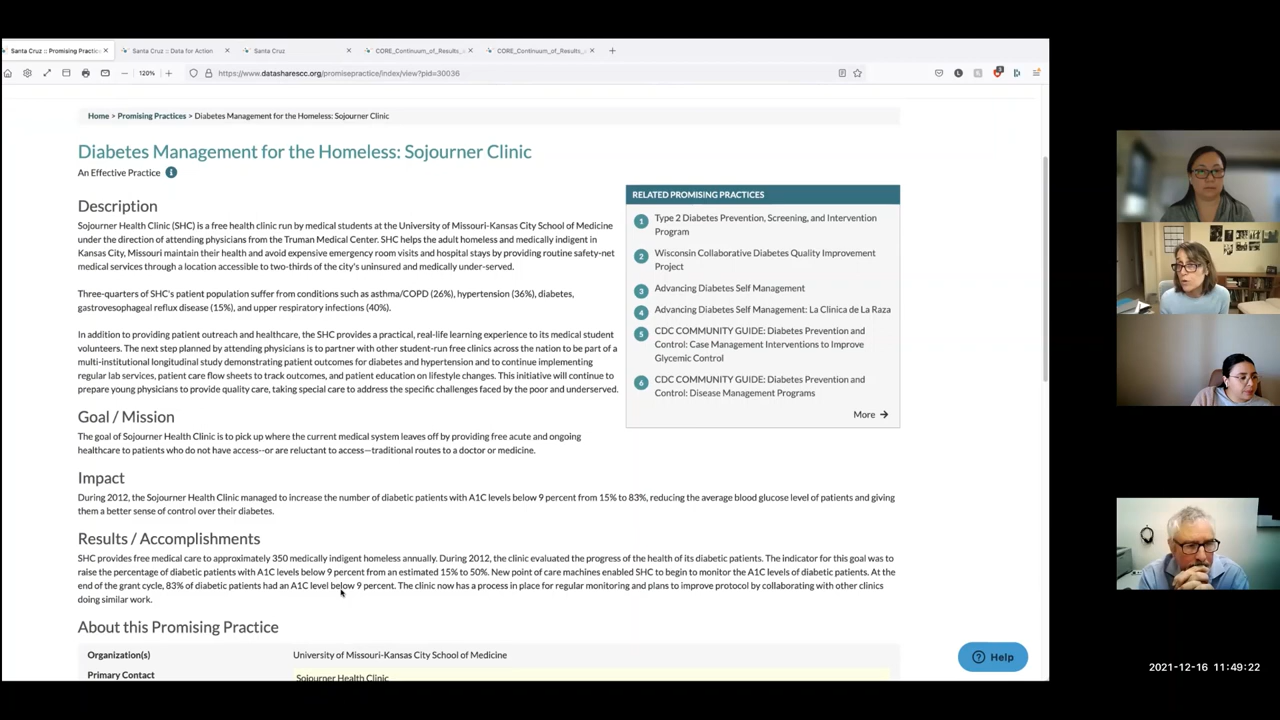 Santa Cruz :: Promising Practic
Santa Cruz :: Data for Action
Santa Cruz
CORE_Continuum_of_Results_
CORE_Continuum_of_Results_
120%
https://www.datasharescc.org/promisepractice/index/view?pid=30036
Home > Promising Practices > Diabetes Management for the Homeless: Sojourner Clinic
Diabetes Management for the Homeless: Sojourner Clinic
An Effective Practice
Description
Sojourner Health Clinic (SHC) is a free health clinic run by medical students at the University of Missouri-Kansas City School of Medicine
under the direction of attending physicians from the Truman Medical Center. SHC helps the adult homeless and medically indigent in
Kansas City, Missouri maintain their health and avoid expensive emergency room visits and hospital stays by providing routine safety-net
medical services through a location accessible to two-thirds of the city's uninsured and medically under-served.
Three-quarters of SHC's patient population suffer from conditions such as asthma/COPD (26%), hypertension (36%), diabetes,
gastrovesophageal reflux disease (15%), and upper respiratory infections (40%).
In addition to providing patient outreach and healthcare, the SHC provides a practical, real-life learning experience to its medical student
volunteers. The next step planned by attending physicians is to partner with other student-run free clinics across the nation to be part of a
multi-institutional longitudinal study demonstrating patient outcomes for diabetes and hypertension and to continue implementing
regular lab services, patient care flow sheets to track outcomes, and patient education on lifestyle changes. This initiative will continue to
prepare young physicians to provide quality care, taking special care to address the specific challenges faced by the poor and underserved.
RELATED PROMISING PRACTICES
1 Type 2 Diabetes Prevention, Screening, and Intervention
Program
2 Wisconsin Collaborative Diabetes Quality Improvement
Project
3 Advancing Diabetes Self Management
4 Advancing Diabetes Self Management: La Clinica de La Raza
5 CDC COMMUNITY GUIDE: Diabetes Prevention and
Control: Case Management Interventions to Improve
Glycemic Control
6 CDC COMMUNITY GUIDE: Diabetes Prevention and
Control: Disease Management Programs
More
Goal / Mission
The goal of Sojourner Health Clinic is to pick up where the current medical system leaves off by providing free acute and ongoing
healthcare to patients who do not have access--or are reluctant to access—traditional routes to a doctor or medicine.
Impact
During 2012, the Sojourner Health Clinic managed to increase the number of diabetic patients with A1C levels below 9 percent from 15% to 83%, reducing the average blood glucose level of patients and giving
them a better sense of control over their diabetes.
Results / Accomplishments
SHC provides free medical care to approximately 350 medically indigent homeless annually. During 2012, the clinic evaluated the progress of the health of its diabetic patients. The indicator for this goal was to
raise the percentage of diabetic patients with A1C levels below 9 percent from an estimated 15% to 50%. New point of care machines enabled SHC to begin to monitor the A1C levels of diabetic patients. At the
end of the grant cycle, 83% of diabetic patients had an A1C level below 9 percent. The clinic now has a process in place for regular monitoring and plans to improve protocol by collaborating with other clinics
doing similar work.
About this Promising Practice
Organization(s) University of Missouri-Kansas City School of Medicine
Primary Contact Sojourner Health Clinic
Help
2021-12-16 11:49:22